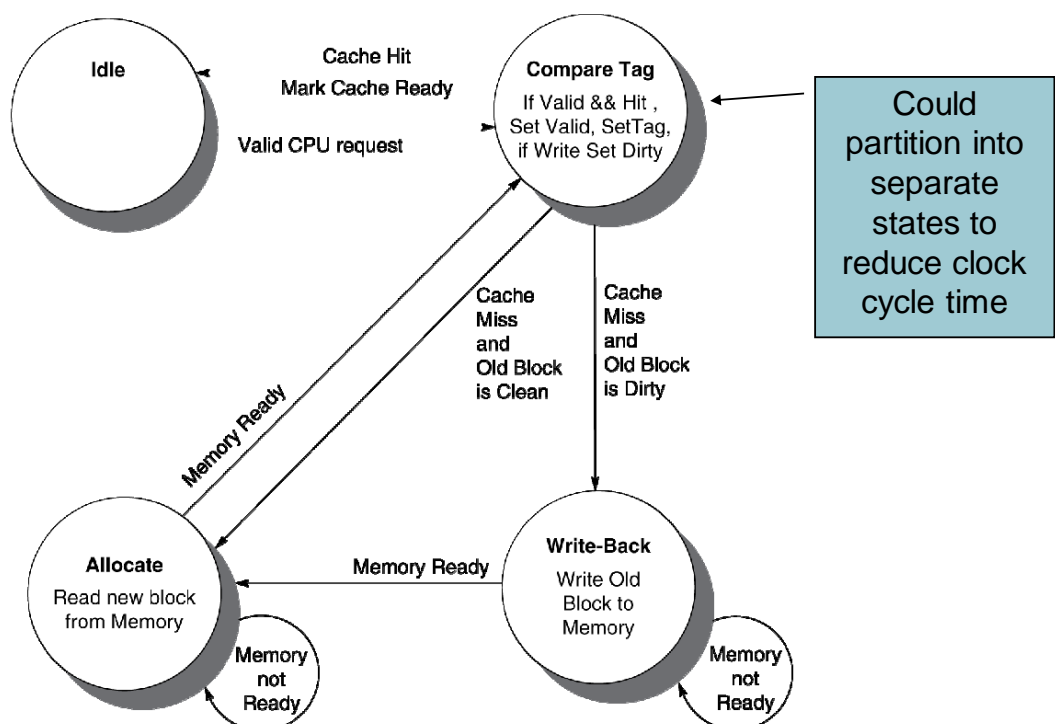 Idle
Cache Hit
Mark Cache Ready
Valid CPU request
Compare Tag
If Valid && Hit ,
Set Valid, SetTag,
if Write Set Dirty
Could
partition into
separate
states to
reduce clock
cycle time
Cache
Miss
and
Old Block
is Clean
Cache
Miss
and
Old Block
is Dirty
Memory Ready
Allocate
Read new block
from Memory
Memory
not
Ready
Memory Ready
Write-Back
Write Old
Block to
Memory
Memory
not
Ready